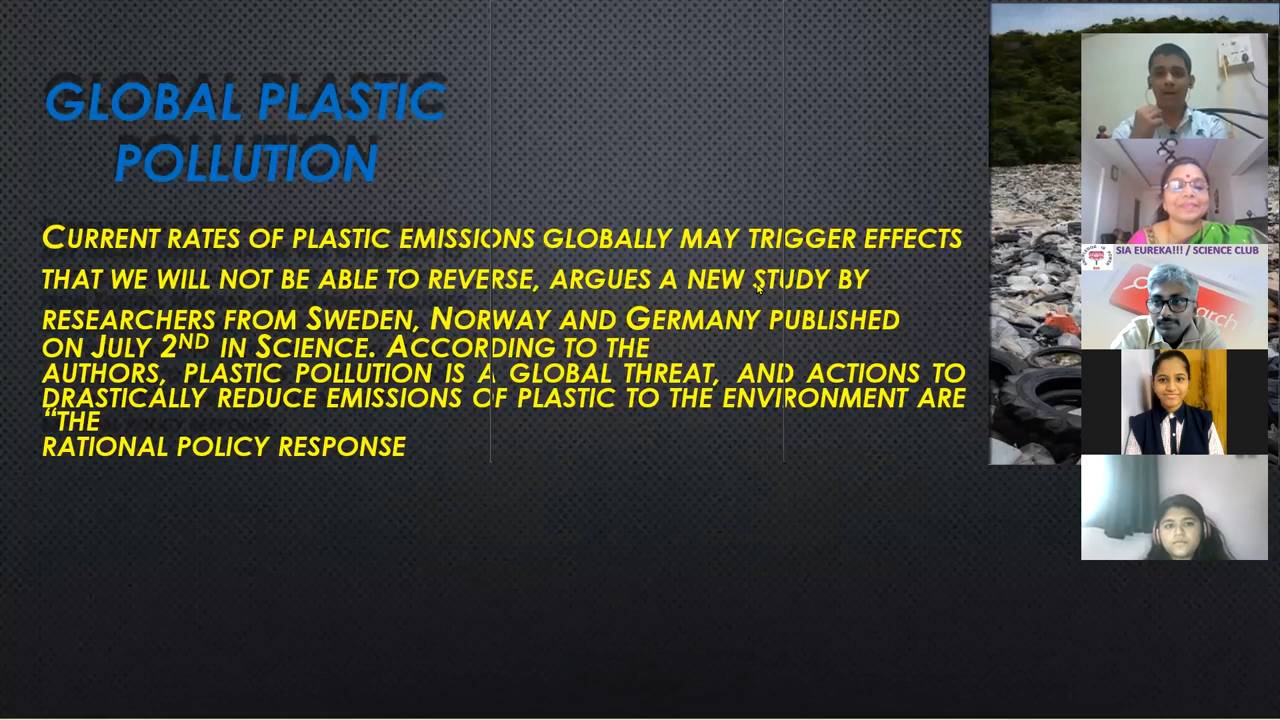 GLOBAL PLASTIC
POLLUTION
CURRENT RATES OF PLASTIC EMISSIONS GLOBALLY MAY TRIGGER EFFECTS
THAT WE WILL NOT BE ABLE TO REVERSE, ARGUES A NEW STUDY BY
RESEARCHERS FROM SWEDEN, NORWAY AND GERMANY PUBLISHED
ON JULY 2ND IN SCIENCE. ACCORDING TO THE
AUTHORS, PLASTIC POLLUTION IS A GLOBAL THREAT, AND ACTIONS TO
DRASTICALLY REDUCE EMISSIONS OF PLASTIC TO THE ENVIRONMENT ARE
“THE
RATIONAL POLICY RESPONSE
SIA EUREKA!!! / SCIENCE CLUB
SIA